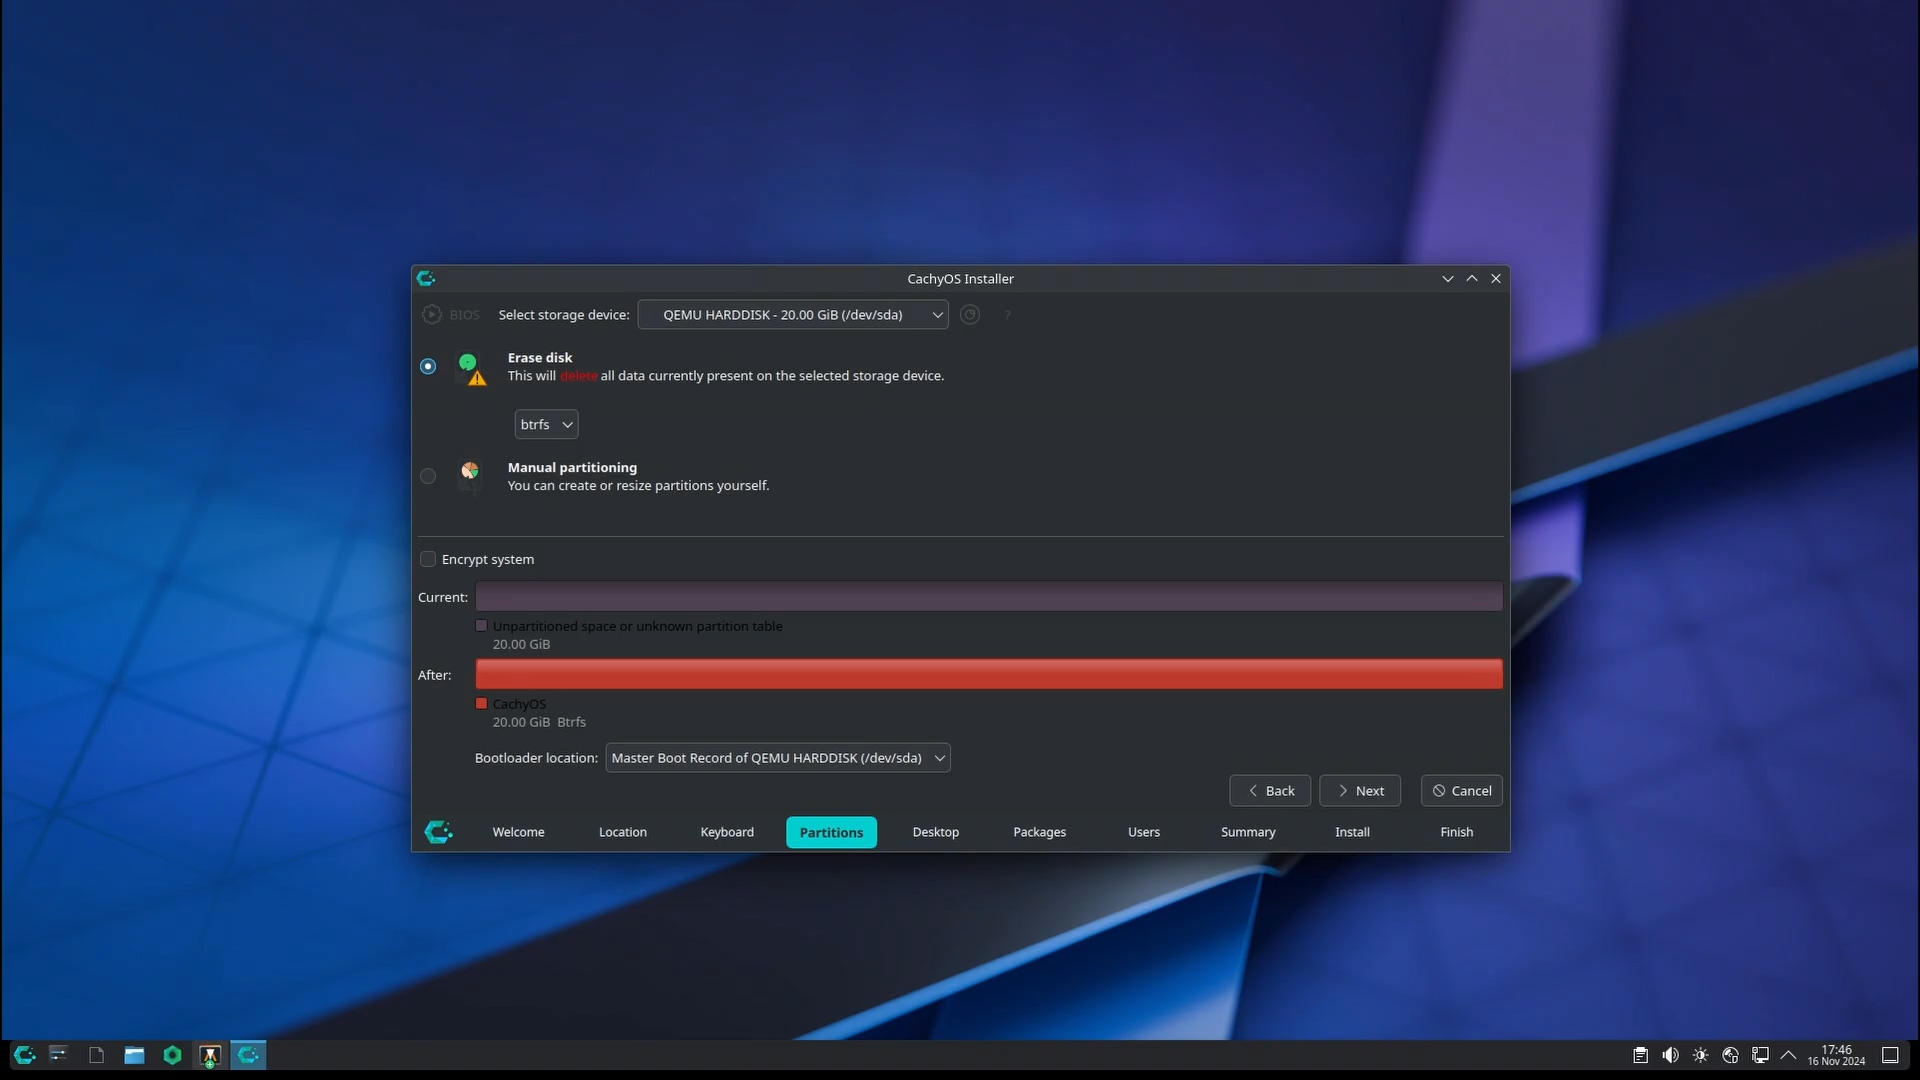 CachyOS Installer
BIOS Select storage device: QEMU HARDDISK - 20.00 GiB (/dev/sda) ?
Erase disk
This will delete all data currently present on the selected storage device.
btrfs
Manual partitioning
You can create or resize partitions yourself.
Encrypt system
Current:
Unpartitioned space or unknown partition table
20.00 GiB
After:
CachyOS
20.00 GiB Btrfs
Bootloader location: Master Boot Record of QEMU HARDDISK (/dev/sda)
Back Next Cancel
Welcome Location Keyboard Partitions Desktop Packages Users Summary Install Finish
17:46
16 Nov 2024